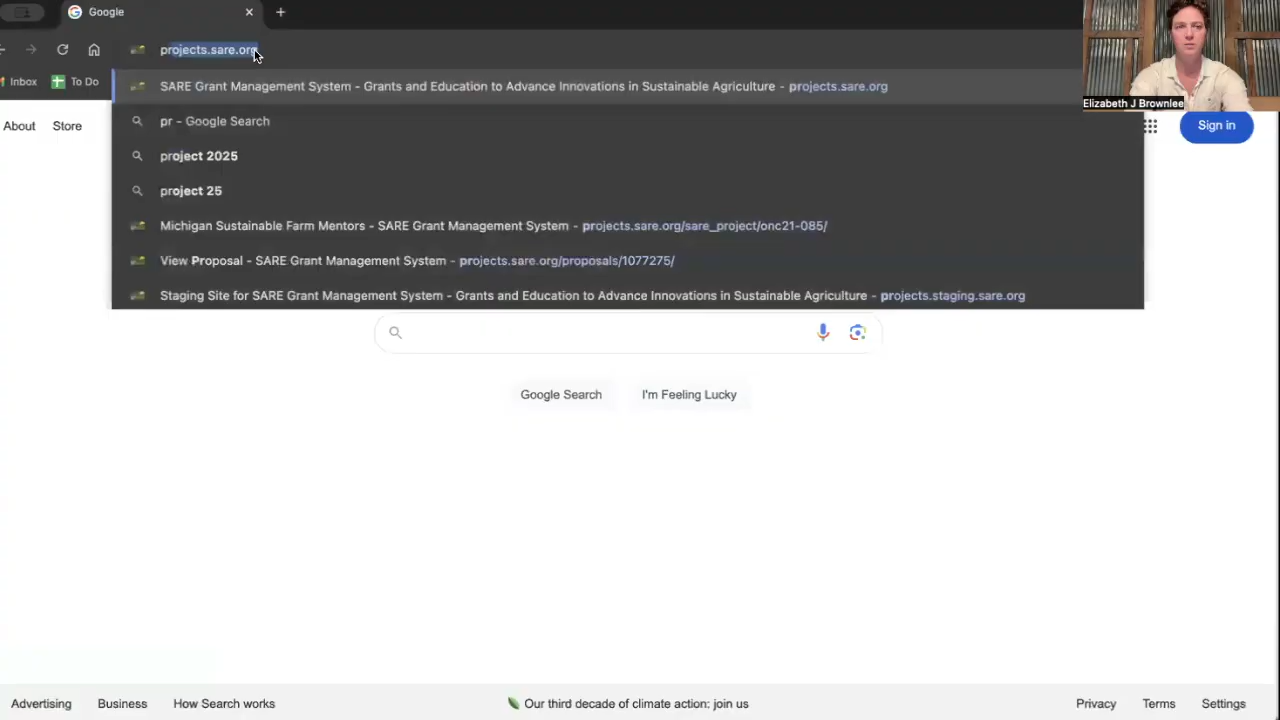 Google
projects.sare.org
Inbox
To Do
SARE Grant Management System - Grants and Education to Advance Innovations in Sustainable Agriculture - projects.sare.org
pr - Google Search
project 2025
project 25
Michigan Sustainable Farm Mentors - SARE Grant Management System - projects.sare.org/sare_project/onc21-085/
View Proposal - SARE Grant Management System - projects.sare.org/proposals/1077275/
Staging Site for SARE Grant Management System - Grants and Education to Advance Innovations in Sustainable Agriculture - projects.staging.sare.org
Elizabeth J Brownlee
About
Store
Sign in
Google Search
I'm Feeling Lucky
Advertising
Business
How Search works
Our third decade of climate action: join us
Privacy
Terms
Settings